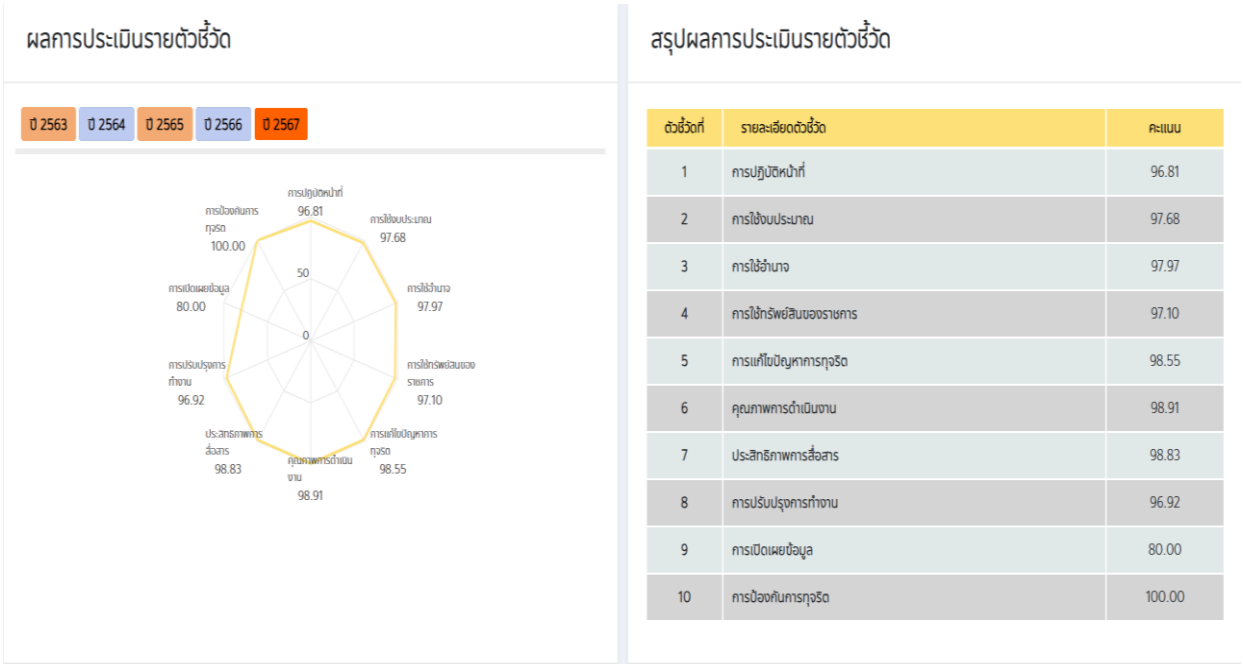 ผลการประเมินรายตัวชี้วัด
ปี 2563 ปี 2564 ปี 2565 ปี 2566 ปี 2567
การปฏิบัติหน้าที่
96.81
การใช้งบประมาณ
97.68
การใช้อำนาจ
97.97
การใช้ทรัพย์สินของ
ราชการ
97.10
การแก้ไขปัญหาการ
ทุจริต
98.55
คุณภาพการดำเนิน
งาน
98.91
ประสิทธิภาพการ
สื่อสาร
98.83
การปรับปรุงการ
ทำงาน
96.92
การเปิดเผยข้อมูล
80.00
การป้องกันการ
ทุจริต
100.00
50
0
สรุปผลการประเมินรายตัวชี้วัด
ตัวชี้วัดที่ รายละเอียดตัวชี้วัด คะแนน
1 การปฏิบัติหน้าที่ 96.81
2 การใช้งบประมาณ 97.68
3 การใช้อำนาจ 97.97
4 การใช้ทรัพย์สินของราชการ 97.10
5 การแก้ไขปัญหาการทุจริต 98.55
6 คุณภาพการดำเนินงาน 98.91
7 ประสิทธิภาพการสื่อสาร 98.83
8 การปรับปรุงการทำงาน 96.92
9 การเปิดเผยข้อมูล 80.00
10 การป้องกันการทุจริต 100.00